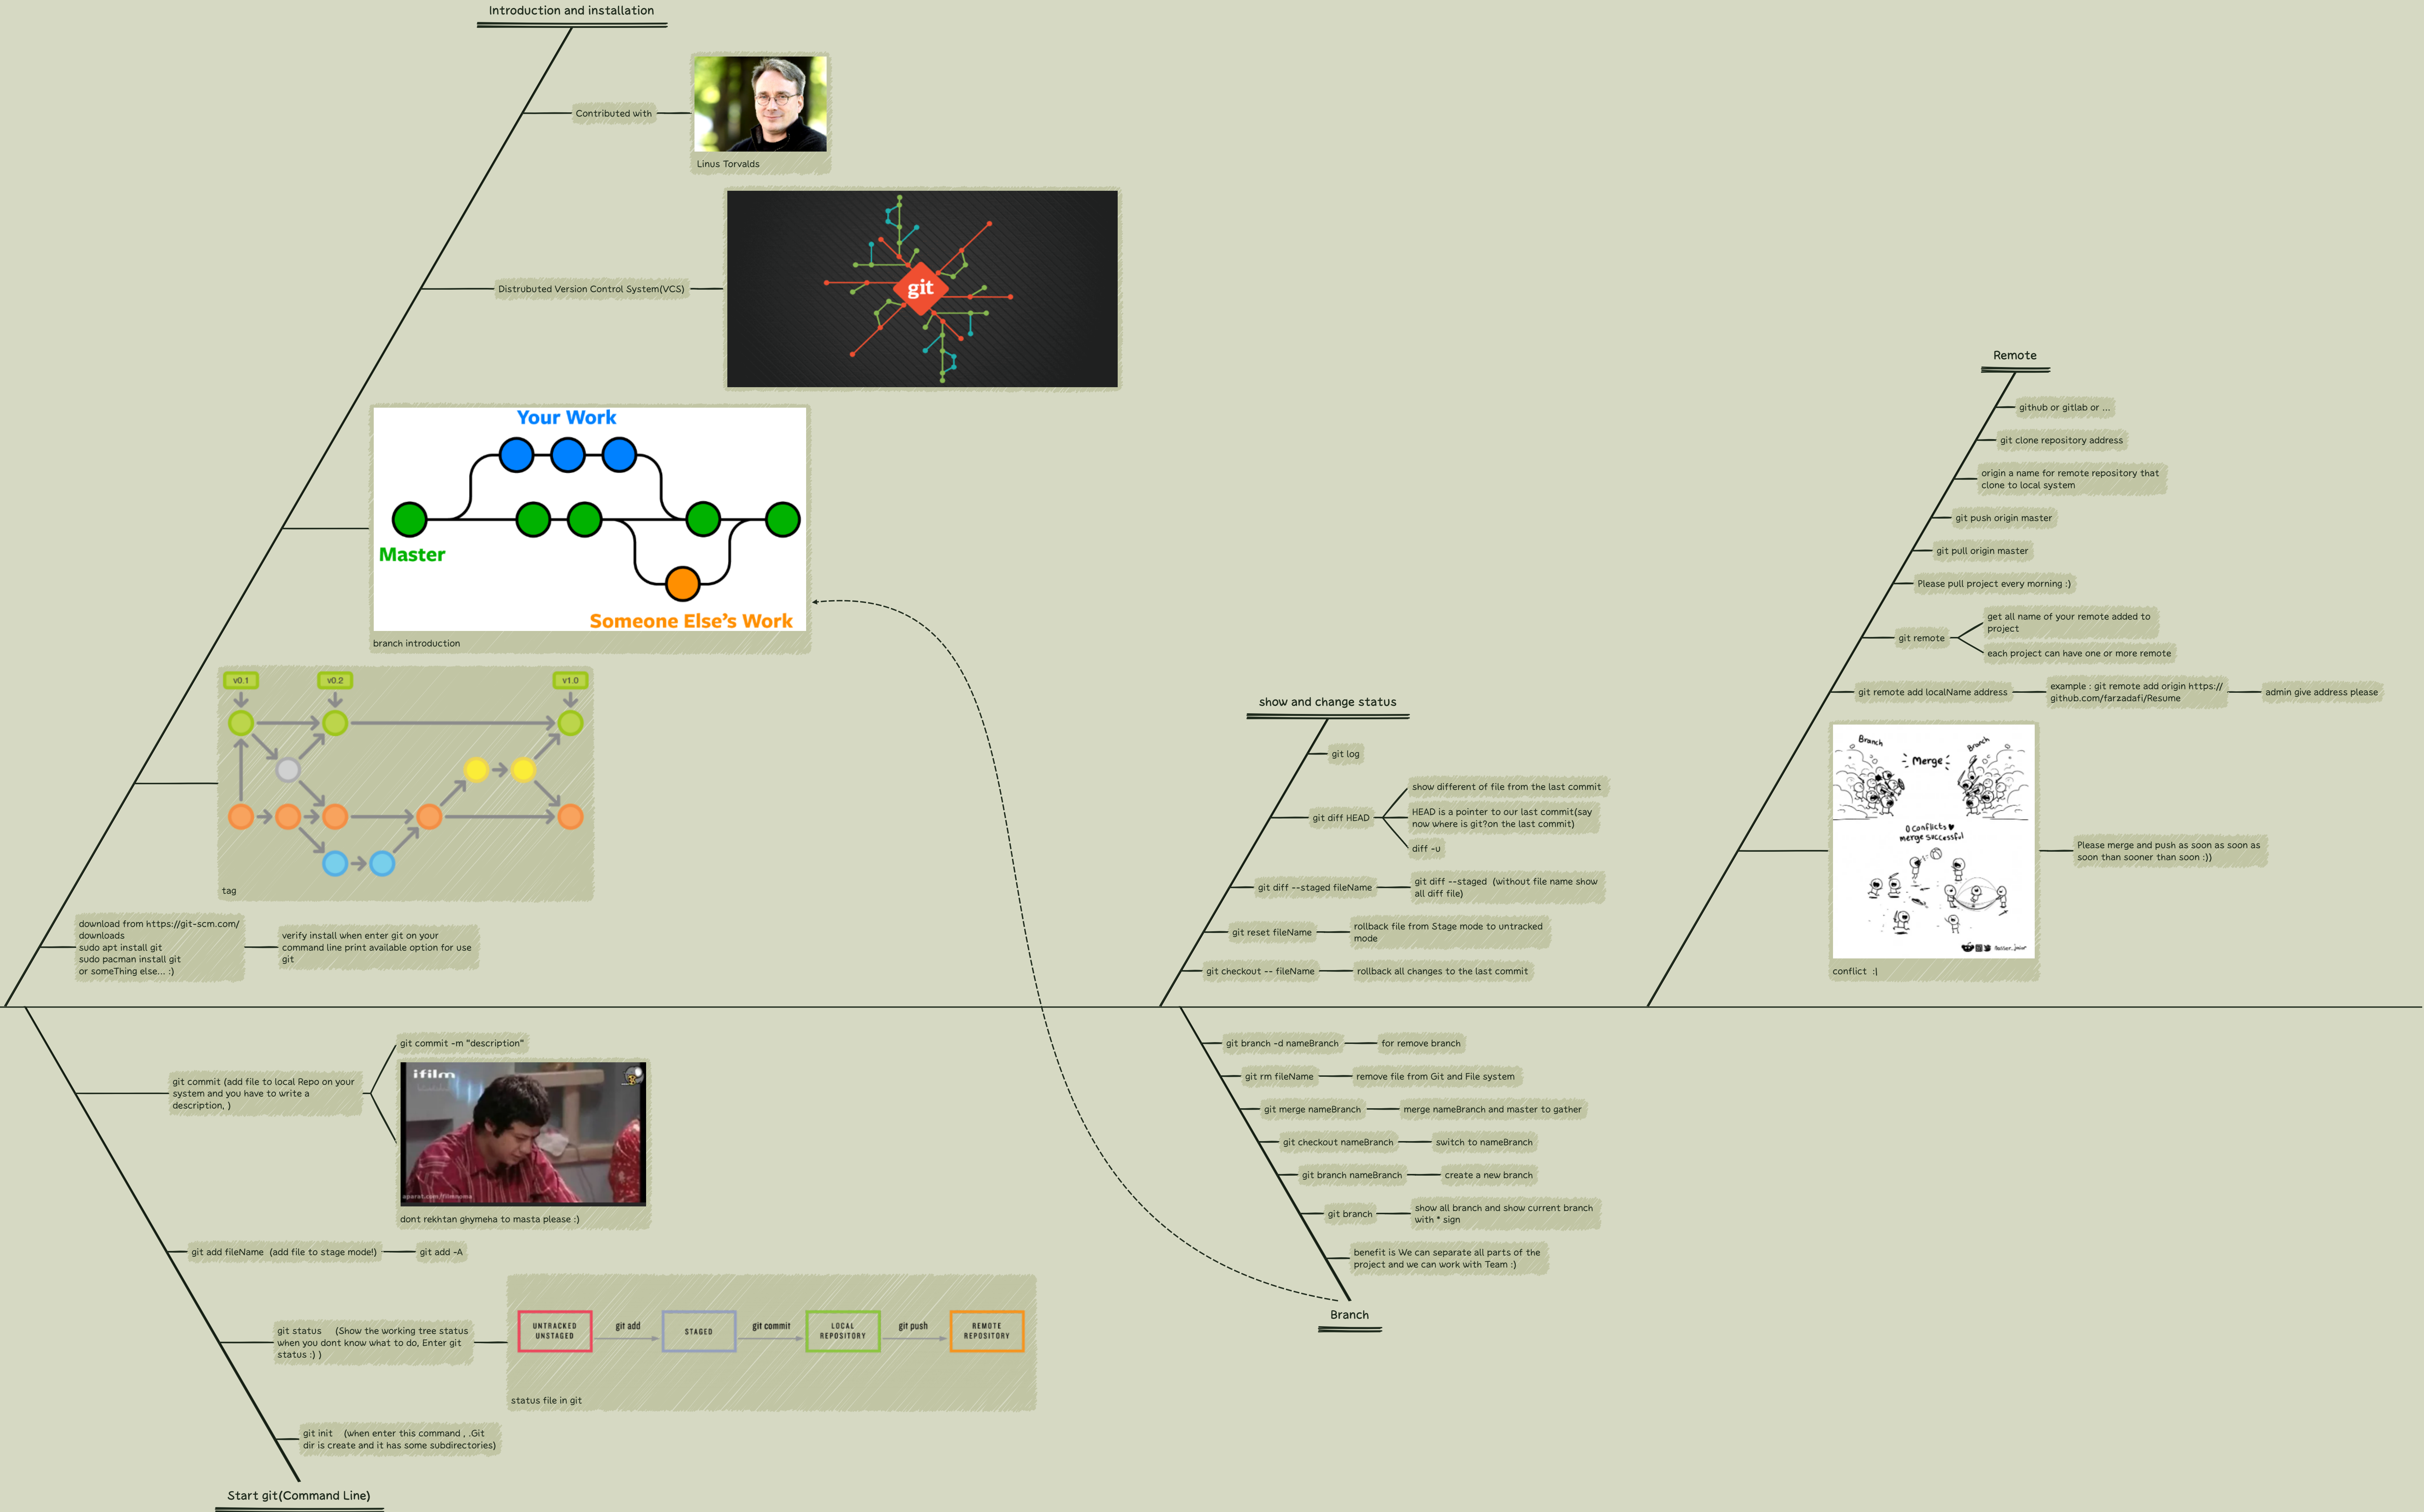 Introduction and installation
Contributed with
Linus Torvalds
Distrubuted Version Control System(VCS)
git
Your Work
Master
Someone Else's Work
branch introduction
v0.1
v0.2
v1.0
tag
download from https://git-scm.com/
downloads
sudo apt install git
sudo pacman install git
or someThing else... :)
verify install when enter git on your
command line print available option for use
git
show and change status
git log
git diff HEAD
show different of file from the last commit
HEAD is a pointer to our last commit(say
now where is git?on the last commit)
diff -u
git diff --staged fileName
git diff --staged (without file name show
all diff file)
git reset fileName
rollback file from Stage mode to untracked
mode
git checkout -- fileName
rollback all changes to the last commit
Remote
github or gitlab or ...
git clone repository address
origin a name for remote repository that
clone to local system
git push origin master
git pull origin master
Please pull project every morning :)
git remote
get all name of your remote added to
project
each project can have one or more remote
git remote add localName address
example : git remote add origin https://
github.com/farzadafi/Resume
admin give address please
Branch
Merge
Branch
0 Conflicts
merge successful
conflict :|
Please merge and push as soon as soon as
soon than sooner than soon :))
git commit (add file to local Repo on your
system and you have to write a
description, )
git commit -m "description"
ifilm
aparat.com/filmnama
dont rekhtan ghymeha to masta please :)
git add fileName (add file to stage mode!)
git add -A
git status (Show the working tree status
when you dont know what to do, Enter git
status :) )
UNTRACKED
UNSTAGED
git add
STAGED
git commit
LOCAL
REPOSITORY
git push
REMOTE
REPOSITORY
status file in git
git init (when enter this command , .Git
dir is create and it has some subdirectories)
Start git(Command Line)
git branch -d nameBranch
for remove branch
git rm fileName
remove file from Git and File system
git merge nameBranch
merge nameBranch and master to gather
git checkout nameBranch
switch to nameBranch
git branch nameBranch
create a new branch
git branch
show all branch and show current branch
with * sign
benefit is We can separate all parts of the
project and we can work with Team :)
Branch